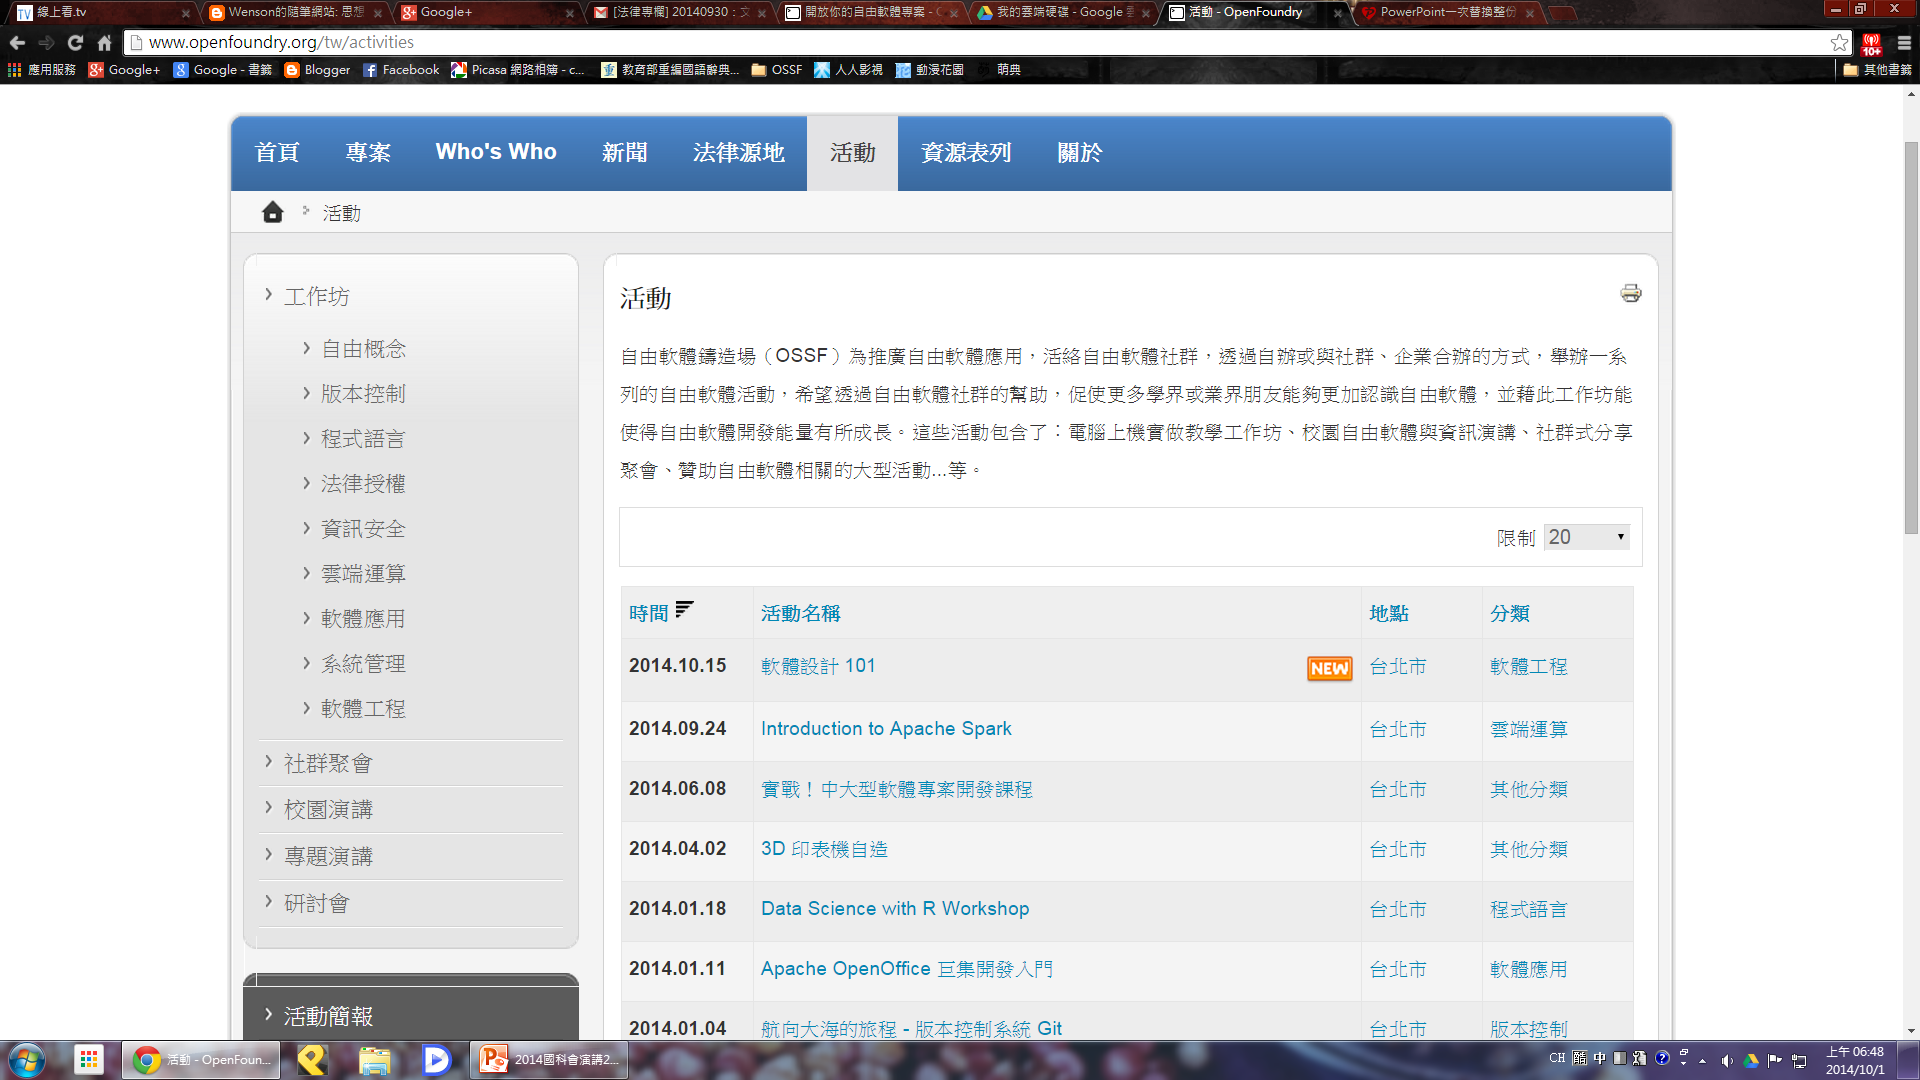 線上看.tv
Wenson的隨筆網站: 思想
Google+
[法律專欄] 20140930：文
開放你的自由軟體專案 -
我的雲端硬碟 - Google 雲
活動 - OpenFoundry
PowerPoint一次替換整份
www.openfoundry.org/tw/activities
10+
應用服務
Google+
Google - 書籤
Blogger
Facebook
Picasa 網路相簿 - c...
教育部重編國語辭典...
OSSF
人人影視
動漫花園
萌典
其他書籤
首頁
專案
Who's Who
新聞
法律源地
活動
資源表列
關於
活動
工作坊
自由概念
版本控制
程式語言
法律授權
資訊安全
雲端運算
軟體應用
系統管理
軟體工程
社群聚會
校園演講
專題演講
研討會
活動簡報
活動
自由軟體鑄造場（OSSF）為推廣自由軟體應用，活絡自由軟體社群，透過自辦或與社群、企業合辦的方式，舉辦一系
列的自由軟體活動，希望透過自由軟體社群的幫助，促使更多學界或業界朋友能夠更加認識自由軟體，並藉此工作坊能
使得自由軟體開發能量有所成長。這些活動包含了：電腦上機實做教學工作坊、校園自由軟體與資訊演講、社群式分享
聚會、贊助自由軟體相關的大型活動...等。
限制 20
時間 活動名稱 地點 分類
2014.10.15 軟體設計 101 NEW 台北市 軟體工程
2014.09.24 Introduction to Apache Spark 台北市 雲端運算
2014.06.08 實戰！中大型軟體專案開發課程 台北市 其他分類
2014.04.02 3D 印表機自造 台北市 其他分類
2014.01.18 Data Science with R Workshop 台北市 程式語言
2014.01.11 Apache OpenOffice 巨集開發入門 台北市 軟體應用
2014.01.04 航向大海的旅程 - 版本控制系統 Git 台北市 版本控制
活動 - OpenFoun...
2014國科會演講2...
CH
中
上午 06:48
2014/10/1